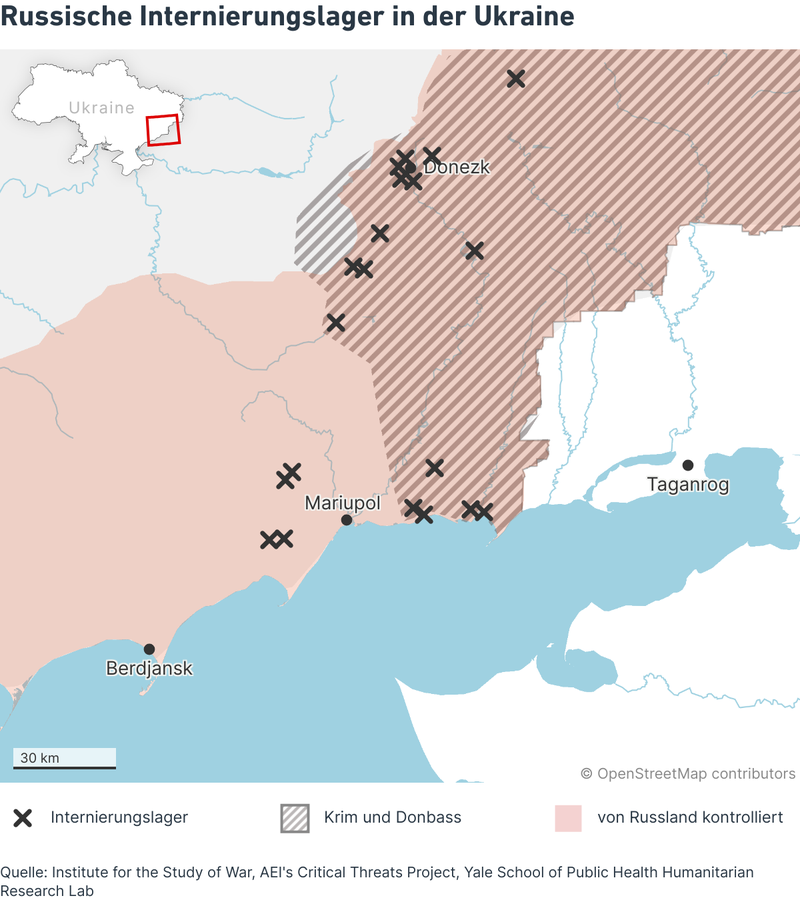 Russische Internierungslager in der Ukraine
Ukraine
Donezk
Mariupol
Taganrog
Berdjansk
30 km
© OpenStreetMap contributors
Internierungslager
Krim und Donbass
von Russland kontrolliert
Quelle: Institute for the Study of War, AEI's Critical Threats Project, Yale School of Public Health Humanitarian
Research Lab